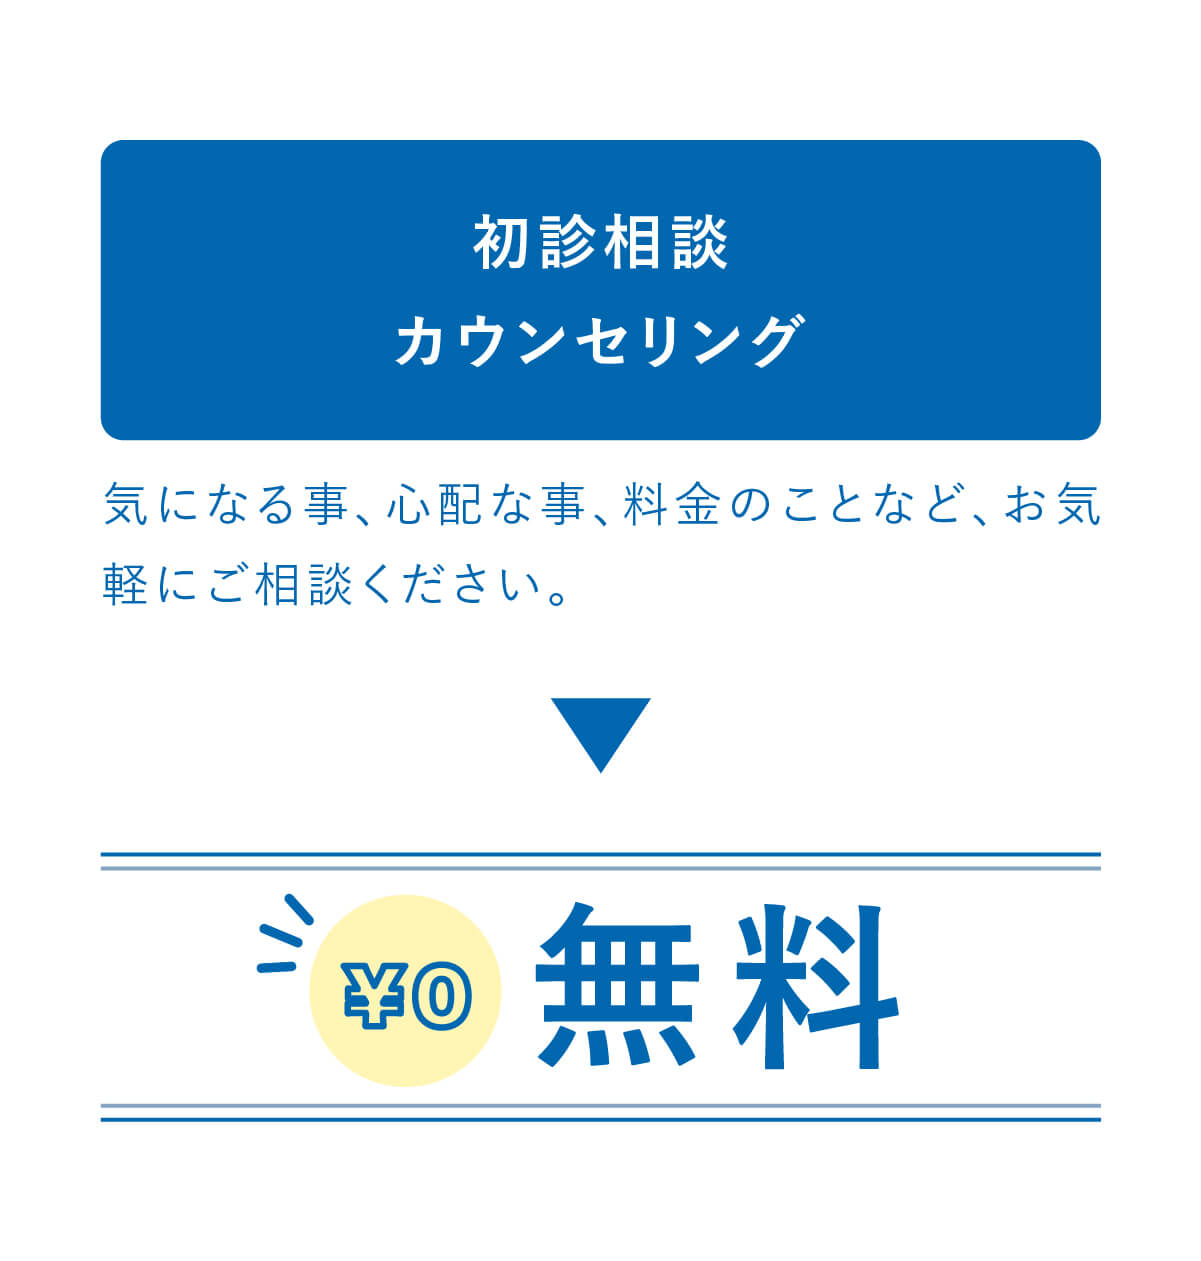 初診相談
カウンセリング
気になる事、心配な事、料金のことなど、お気
軽にご相談ください。
¥0 無料